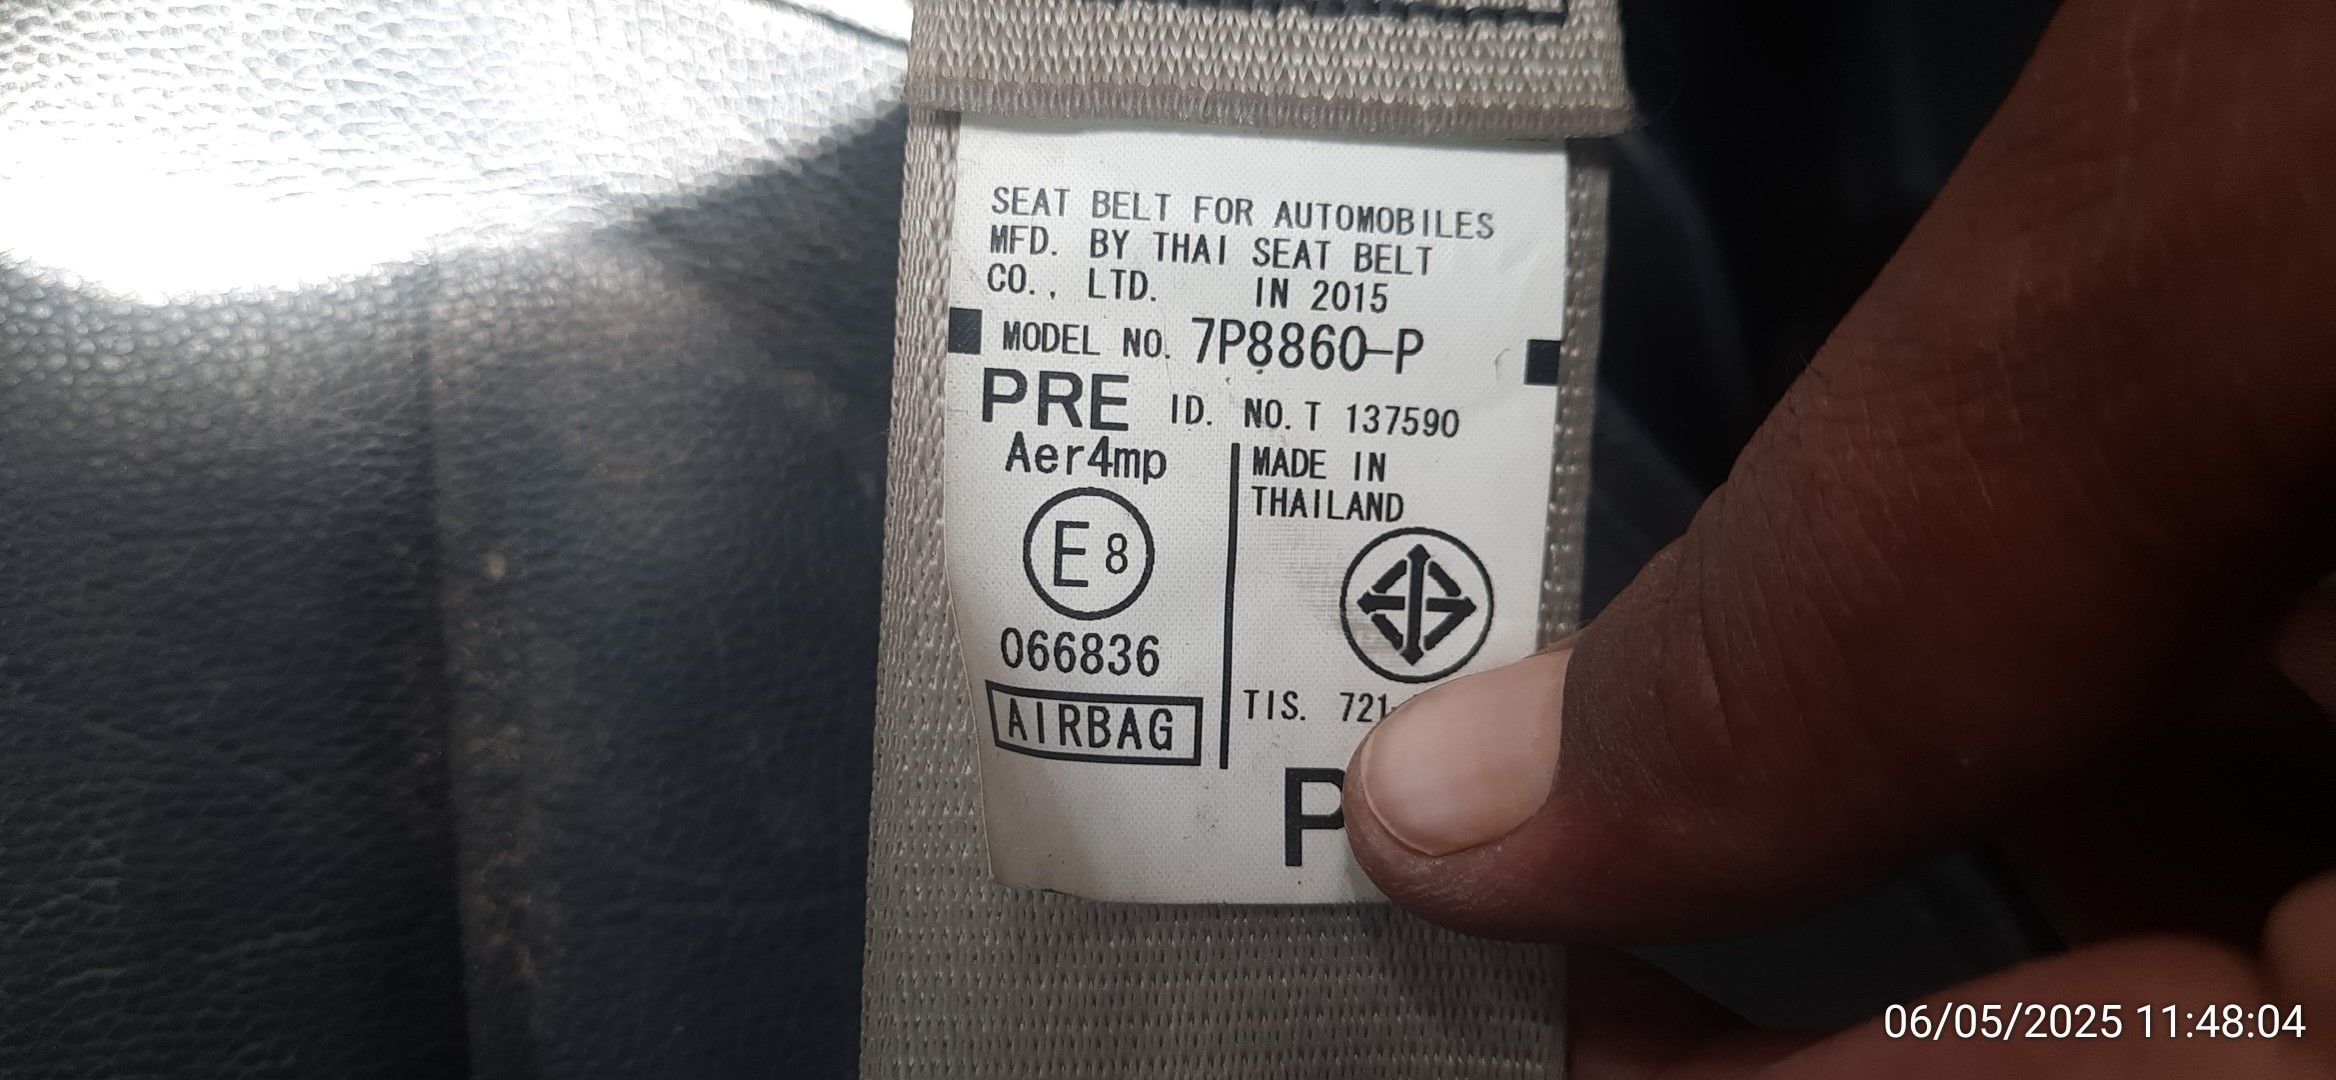 SEAT BELT FOR AUTOMOBILES
MFD. BY THAI SEAT BELT
CO., LTD. IN 2015
MODEL NO. 7P8860-P
PRE ID. NO. T 137590
Aer4mp
E 8
066836
AIRBAG
MADE IN
THAILAND
TIS. 721-
P
06/05/2025 11:48:04